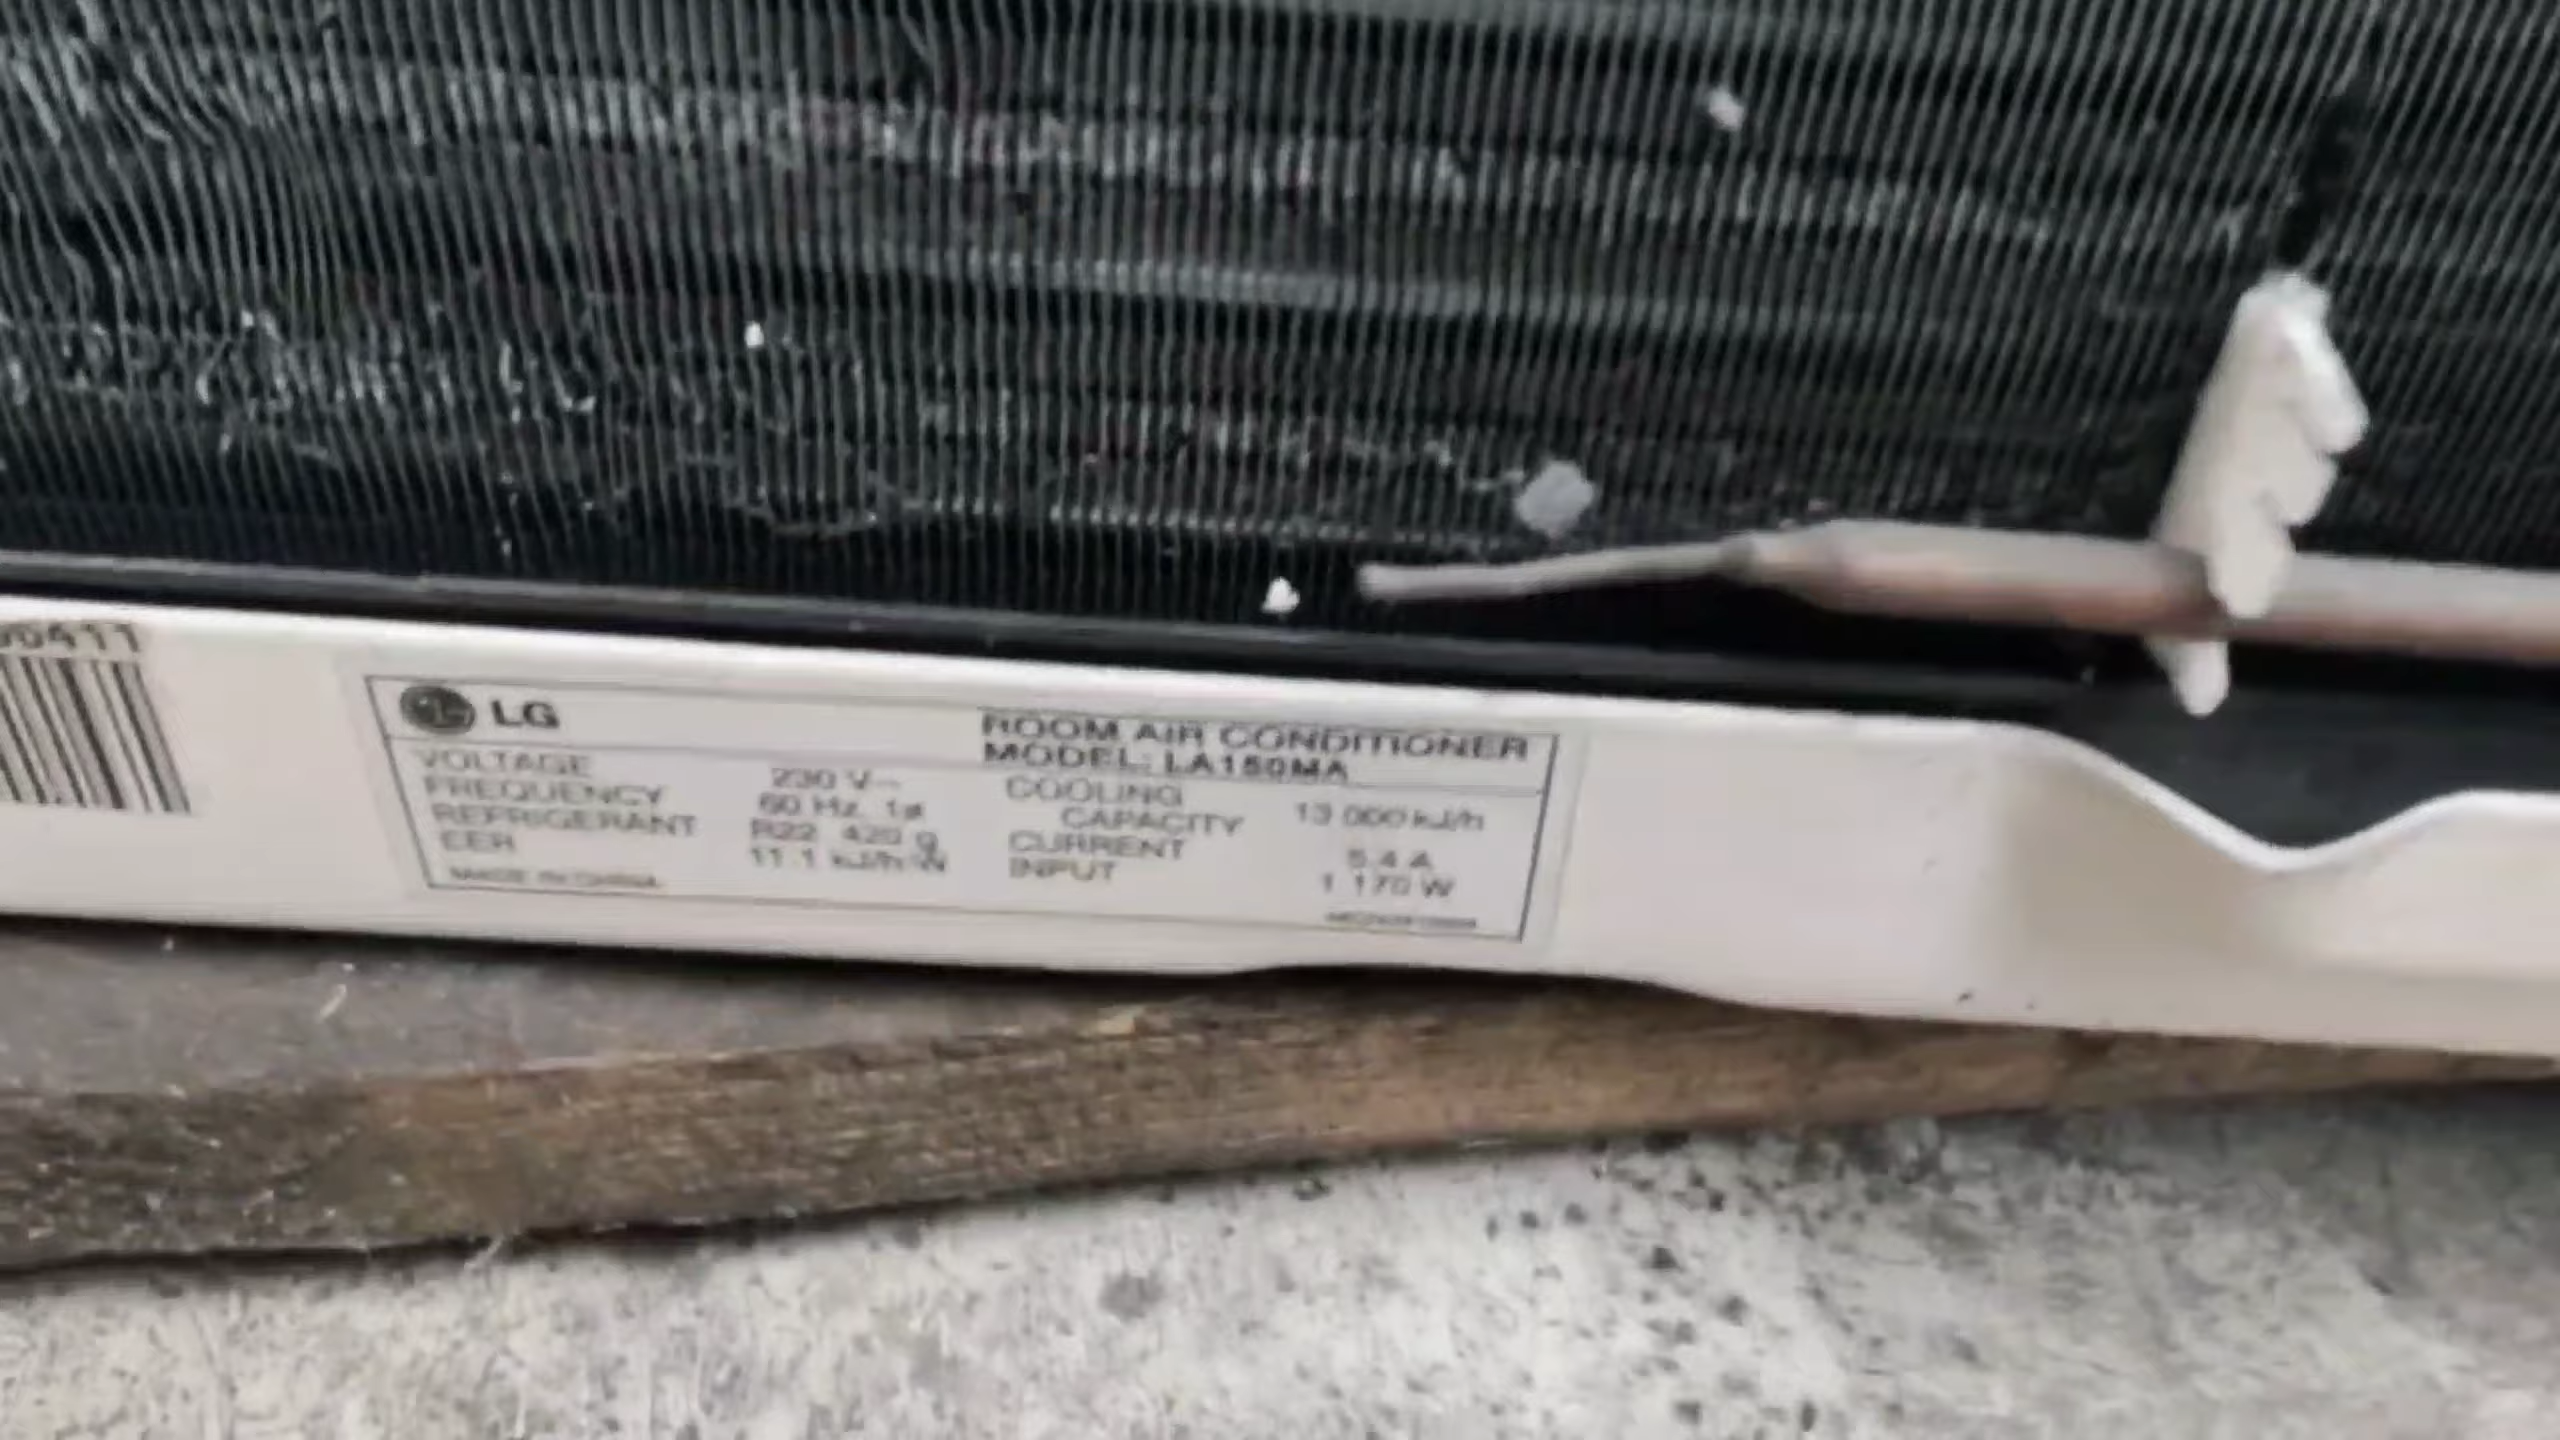 0411
LG
ROOM AIR CONDITIONER
MODEL: LA150MA
VOLTAGE 230 V~
FREQUENCY 60 Hz, 1ø
REFRIGERANT R22 420 g
EER 11.1 kJ/h·W
COOLING
CAPACITY 13 000 kJ/h
CURRENT 5.4 A
INPUT 1 170 W
MADE IN CHINA